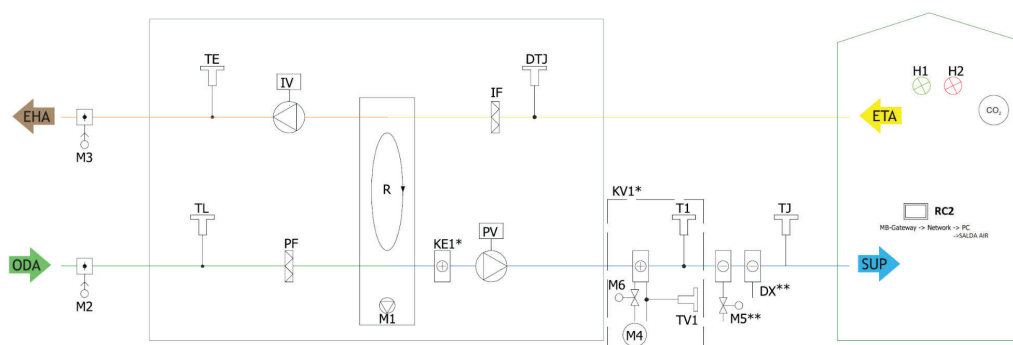 TE
DTJ
H1
H2
IV
IF
EHA
ETA
CO₂
M3
R
KV1*
TL
T1
TJ
RC2
PF
KE1*
PV
MB-Gateway -> Network -> PC
->SALDA AIR
ODA
SUP
M6
DX**
M2
M1
TV1
M5**
M4